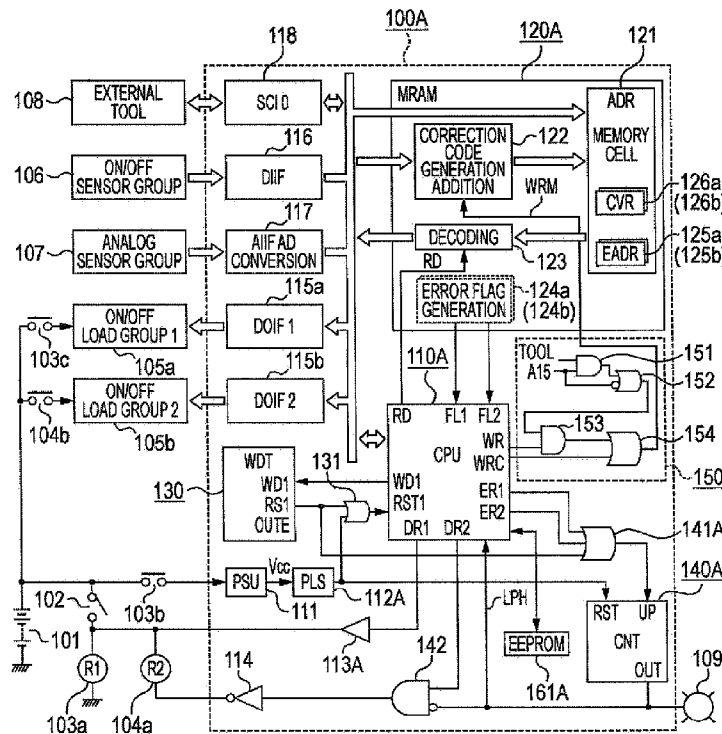 100A
118
120A
121
108
EXTERNAL TOOL
SCI 0
MRAM
ADR
MEMORY CELL
116
CORRECTION CODE GENERATION ADDITION
122
106
ON/OFF SENSOR GROUP
DIIF
WRM
CVR
126a
(126b)
117
107
ANALOG SENSOR GROUP
AIIF AD CONVERSION
DECODING
RD
123
EADR
125a
(125b)
115a
ERROR FLAG GENERATION
124a
(124b)
ON/OFF LOAD GROUP 1
DOIF 1
103c
105a
110A
TOOL
A15
151
152
115b
ON/OFF LOAD GROUP 2
DOIF 2
RD
FL1
FL2
104b
105b
153
154
CPU
WR
WRC
WDT
131
130
WD1
WD1
150
RS1
RST1
ER1
ER2
OUTE
DR1
DR2
141A
Vcc
140A
102
PSU
PLS
103b
111
112A
LPH
RST
UP
101
CNT
R1
R2
113A
142
EEPROM
109
114
161A
OUT
103a
104a